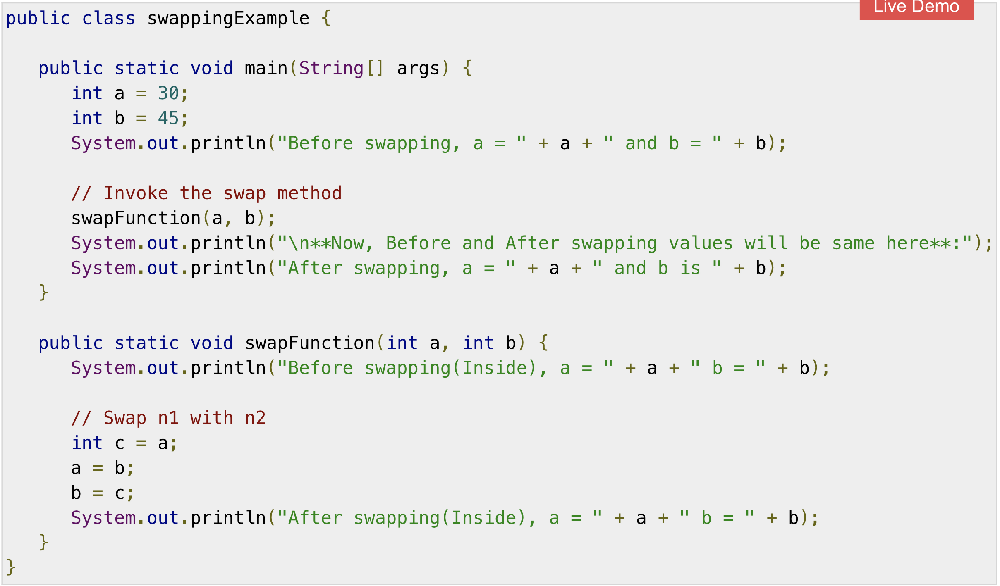 Live Demo
public class swappingExample {
public static void main(String[] args) {
int a = 30;
int b = 45;
System.out.println("Before swapping, a = " + a + " and b = " + b);
// Invoke the swap method
swapFunction(a, b);
System.out.println("\n**Now, Before and After swapping values will be same here**:");
System.out.println("After swapping, a = " + a + " and b is " + b);
}
public static void swapFunction(int a, int b) {
System.out.println("Before swapping(Inside), a = " + a + " b = " + b);
// Swap n1 with n2
int c = a;
a = b;
b = c;
System.out.println("After swapping(Inside), a = " + a + " b = " + b);
}
}